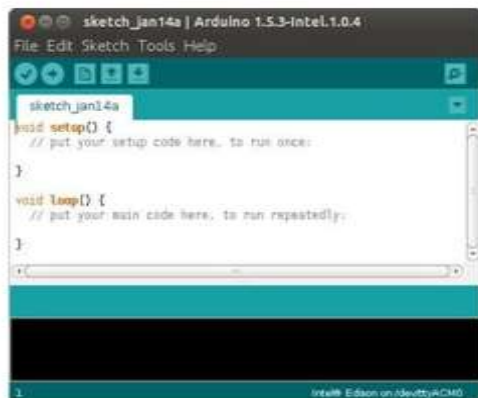 sketch_jan14a | Arduino 1.5.3-Intel.1.0.4
File Edit Sketch Tools Help
sketch_jan14a
void setup() {
// put your setup code here, to run once:
}
void loop() {
// put your main code here, to run repeatedly:
}
1
Intel® Edison on /dev/ttyACM0